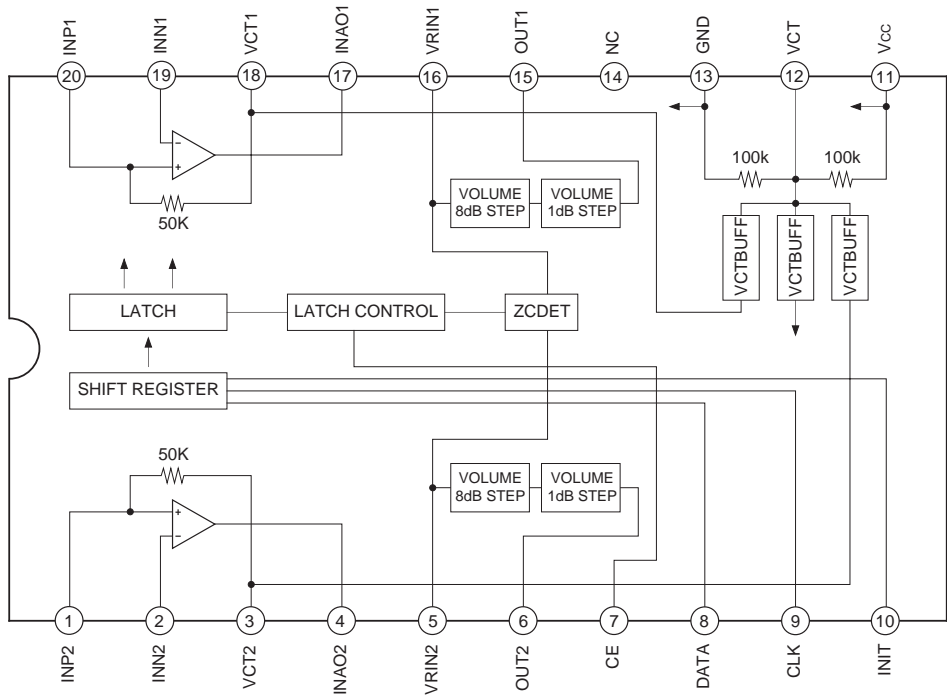 INP1
INN1
VCT1
INAO1
VRIN1
OUT1
NC
GND
VCT
Vcc
20
19
18
17
16
15
14
13
12
11
100k
100k
50K
VOLUME
8dB STEP
VOLUME
1dB STEP
VCTBUFF
VCTBUFF
VCTBUFF
LATCH
LATCH CONTROL
ZCDET
SHIFT REGISTER
50K
VOLUME
8dB STEP
VOLUME
1dB STEP
1
2
3
4
5
6
7
8
9
10
INP2
INN2
VCT2
INAO2
VRIN2
OUT2
CE
DATA
CLK
INIT